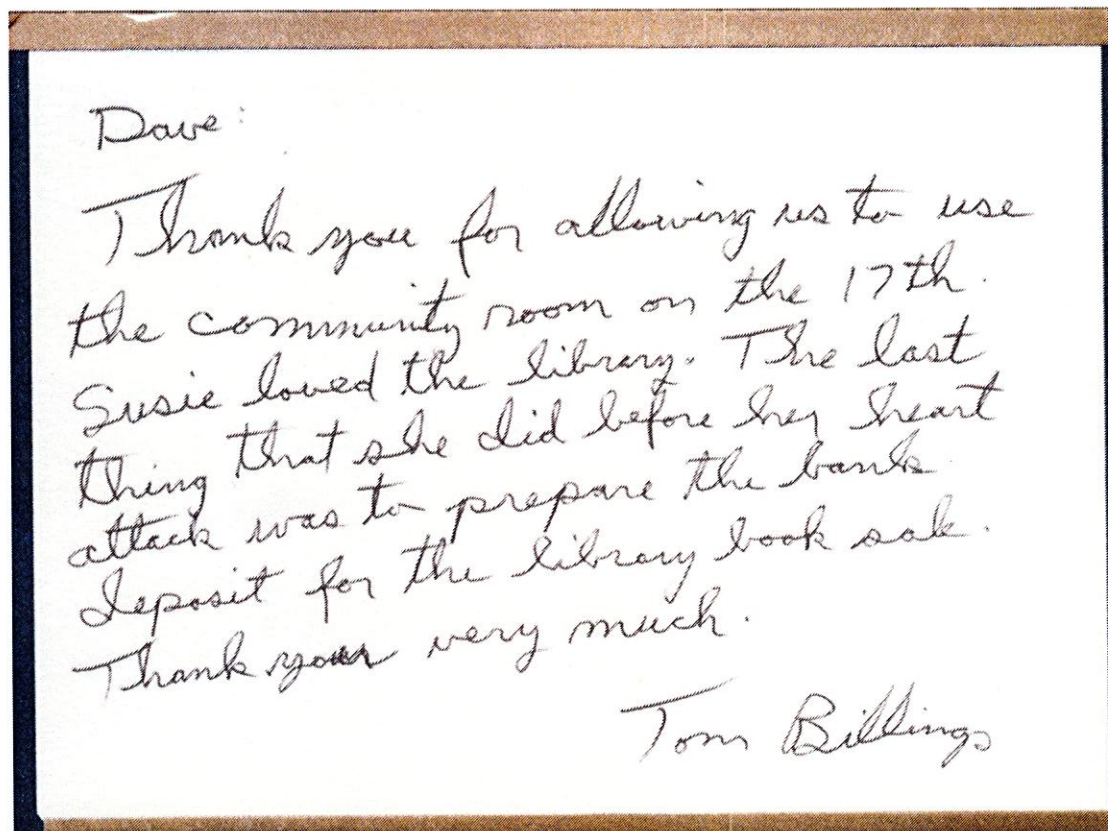 Dave:
Thank you for allowing us to use
the community room on the 17th.
Susie loved the library. The last
thing that she did before her heart
attack was to prepare the bank
deposit for the library book sale.
Thank you very much.
Tom Billings